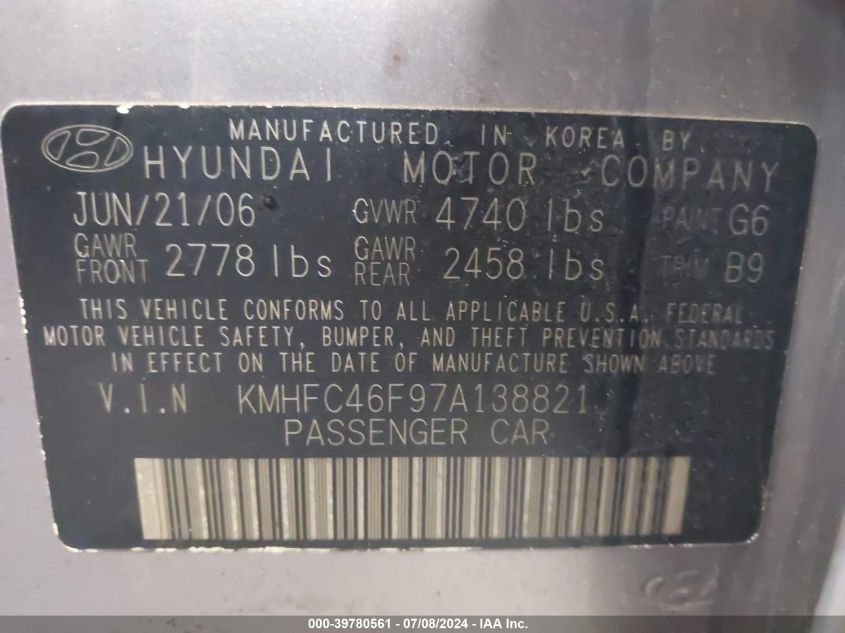 MANUFACTURED IN KOREA BY
HYUNDAI MOTOR COMPANY
JUN/21/06 GVWR 4740 lbs PAINT G6
GAWR FRONT 2778 lbs GAWR REAR 2458 lbs TRIM B9
THIS VEHICLE CONFORMS TO ALL APPLICABLE U.S.A. FEDERAL
MOTOR VEHICLE SAFETY, BUMPER, AND THEFT PREVENTION STANDARDS
IN EFFECT ON THE DATE OF MANUFACTURE SHOWN ABOVE.
V.I.N KMHFC46F97A138821
PASSENGER CAR
000-39780561 - 07/08/2024 - IAA Inc.